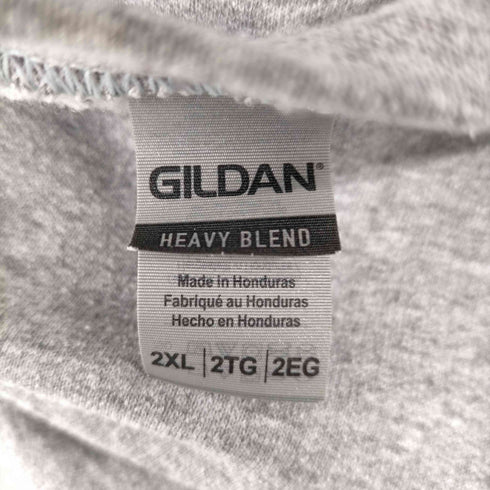 GILDAN®
HEAVY BLEND
Made in Honduras
Fabriqué au Honduras
Hecho en Honduras
2XL | 2TG | 2EG